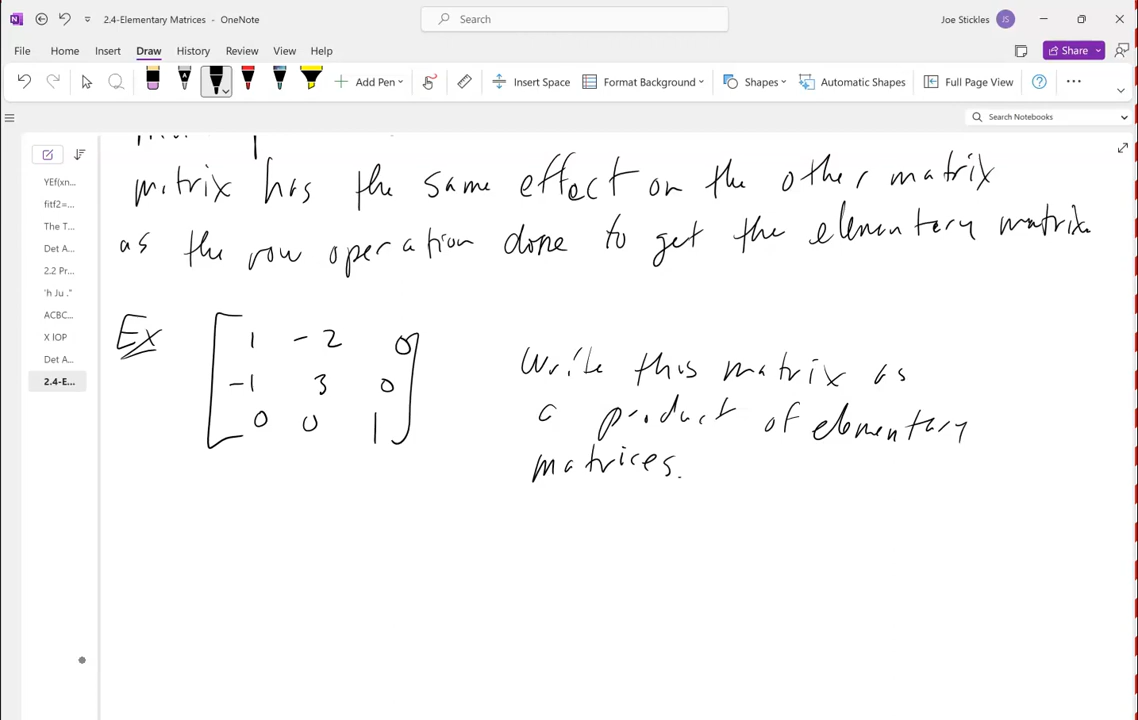 2.4-Elementary Matrices - OneNote
Search
Joe Stickles
JS
File Home Insert Draw History Review View Help
Share
Add Pen
Insert Space
Format Background
Shapes
Automatic Shapes
Full Page View
Search Notebooks
YEf(xn...
fitf2=...
The T...
Det A...
2.2 Pr...
'h Ju ."
ACBC...
X IOP
Det A...
2.4-E...
matrix has the same effect on the other matrix
as the row operation done to get the elementary matrix.
Ex
1 -2 0
-1 3 0
0 0 1
Write this matrix as
a product of elementary
matrices.